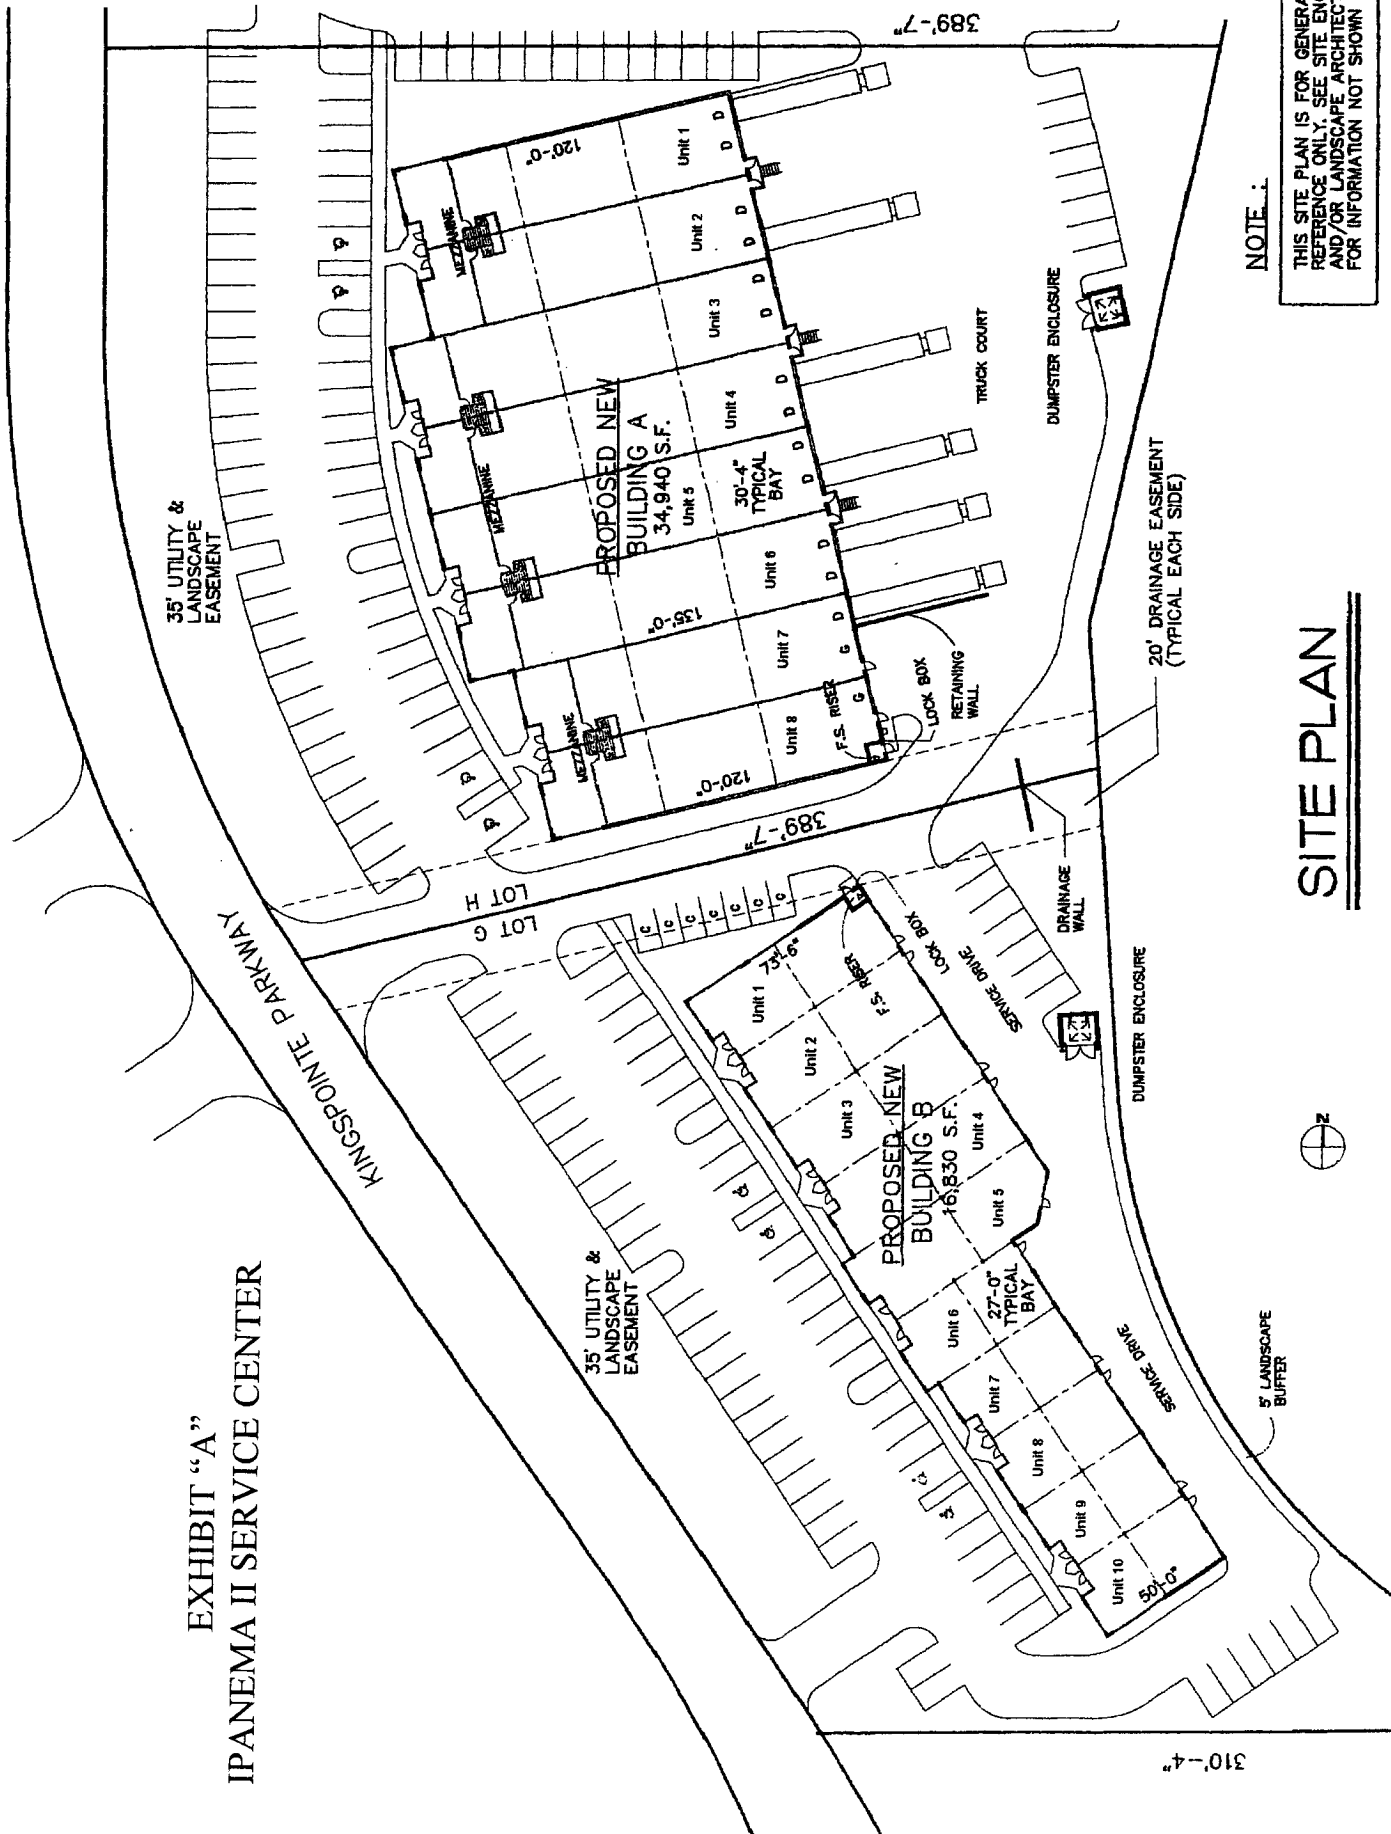 EXHIBIT “A”
IPANEMA II SERVICE CENTER
KINGSPOINTE PARKWAY
35' UTILITY &
LANDSCAPE
EASEMENT
35' UTILITY &
LANDSCAPE
EASEMENT
LOT G
LOT H
389'-7"
389'-7"
310'-4"
PROPOSED NEW
BUILDING A
34,940 S.F.
MEZZANINE
MEZZANINE
MEZZANINE
120'-0"
135'-0"
120'-0"
30'-4"
TYPICAL
BAY
Unit 1
Unit 2
Unit 3
Unit 4
Unit 5
Unit 6
Unit 7
Unit 8
D
D
D
D
D
D
D
D
D
D
D
D
D
G
G
F.S. RISER
LOCK BOX
RETAINING
WALL
TRUCK COURT
DUMPSTER ENCLOSURE
20' DRAINAGE EASEMENT
(TYPICAL EACH SIDE)
DRAINAGE
WALL
PROPOSED NEW
BUILDING B
16,830 S.F.
73'-6"
50'-0"
27'-0"
TYPICAL
BAY
Unit 1
Unit 2
Unit 3
Unit 4
Unit 5
Unit 6
Unit 7
Unit 8
Unit 9
Unit 10
C
C
C
C
C
C
F.S. RISER
LOCK BOX
SERVICE DRIVE
SERVICE DRIVE
DUMPSTER ENCLOSURE
5' LANDSCAPE
BUFFER
N
SITE PLAN
NOTE :
THIS SITE PLAN IS FOR GENERA
REFERENCE ONLY. SEE SITE ENG
AND/OR LANDSCAPE ARCHITECT
FOR INFORMATION NOT SHOWN